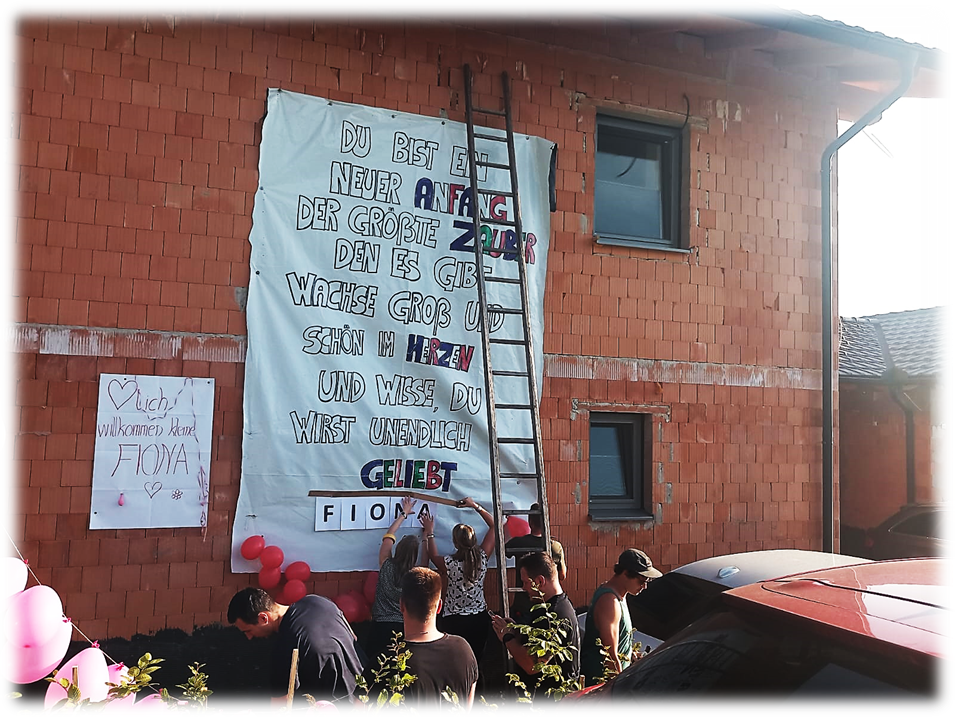 DU BIST EIN
NEUER ANFANG
DER GRÖßTE ZAUBER
DEN ES GIBT
WACHSE GROß UND
SCHÖN IM HERZEN
UND WISSE, DU
WIRST UNENDLICH
GELIEBT
FIONA
♡lich
willkommen kleine
FIONA